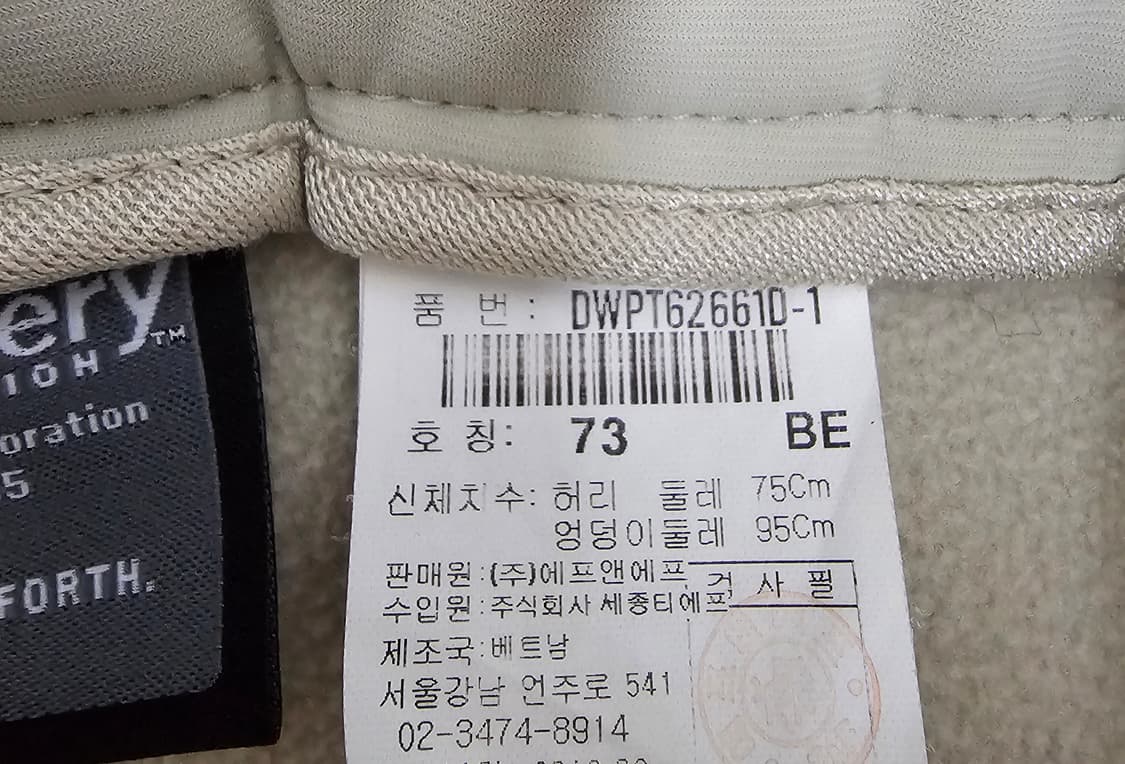 ery™
ION
oration
5
FORTH.
품 번: DWPT62661D-1
호 칭: 73 BE
신체치수: 허리 둘레 75Cm
엉덩이둘레 95Cm
판매원:(주)에프앤에프
검 사 필
수입원:주식회사 세종티에프
제조국:베트남
서울강남 언주로 541
02-3474-8914